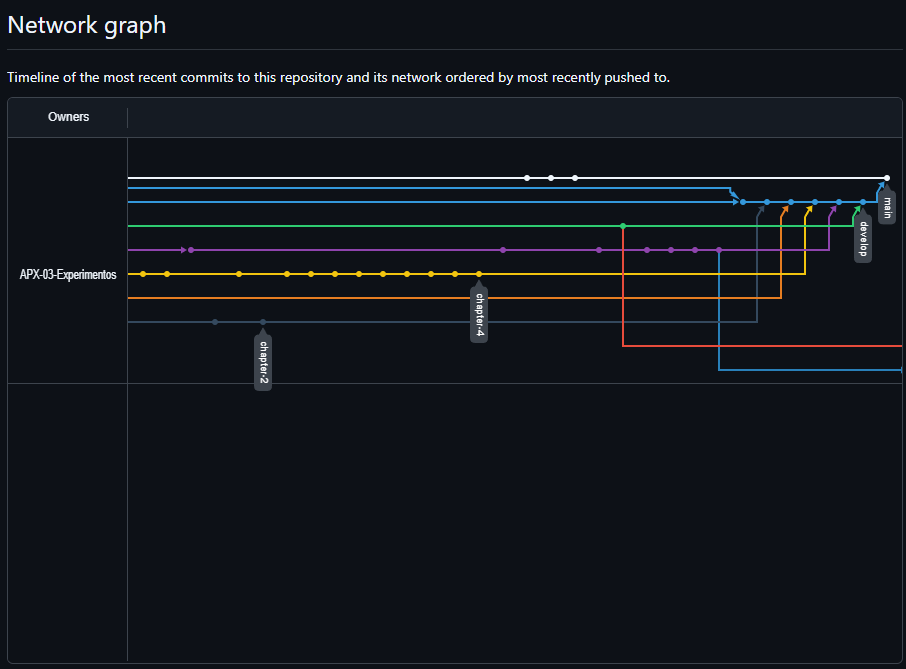 Network graph
Timeline of the most recent commits to this repository and its network ordered by most recently pushed to.
Owners
APX-03-Experimentos
main
develop
chapter-4
chapter-2